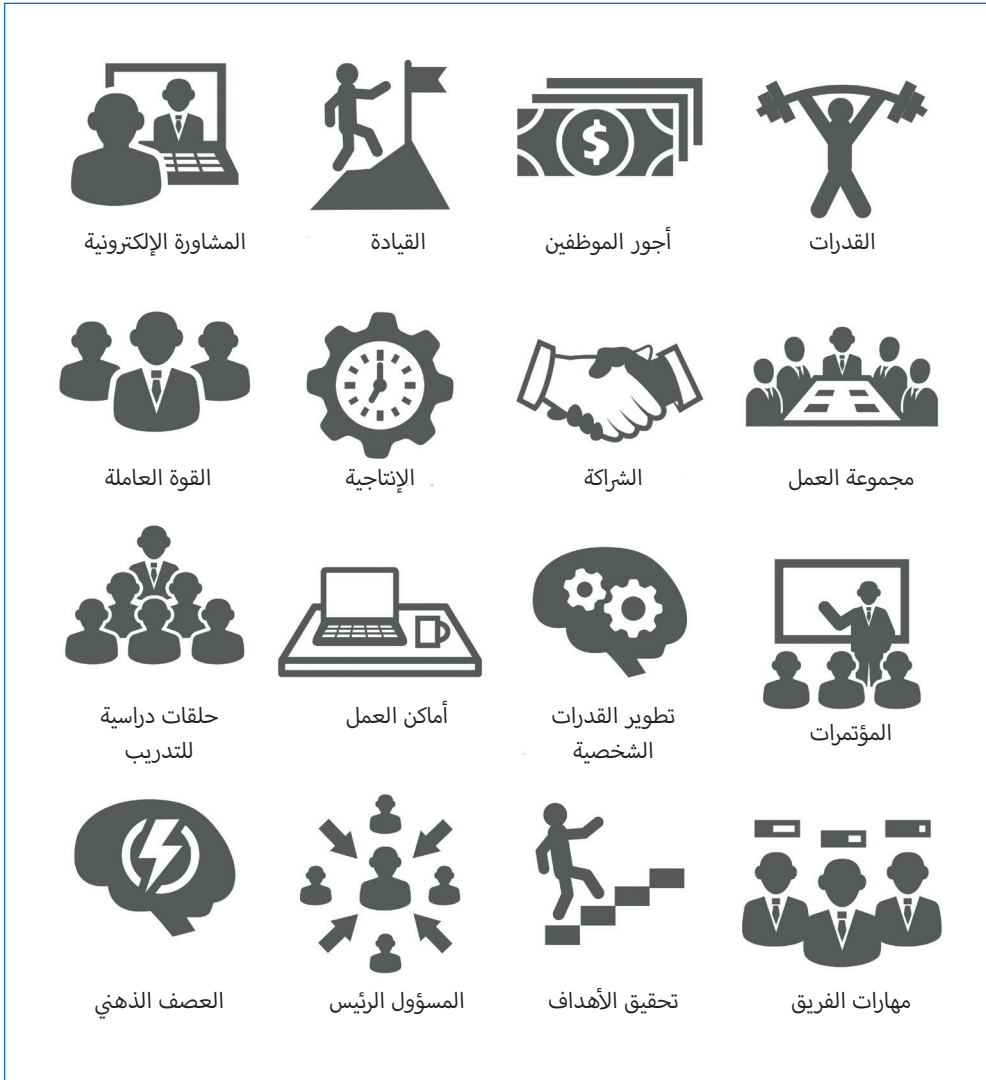 القدرات
أجور الموظفين
القيادة
المشاورة الإلكترونية
مجموعة العمل
الشراكة
الإنتاجية
القوة العاملة
المؤتمرات
تطوير القدرات
الشخصية
أماكن العمل
حلقات دراسية
للتدريب
مهارات الفريق
تحقيق الأهداف
المسؤول الرئيس
العصف الذهني